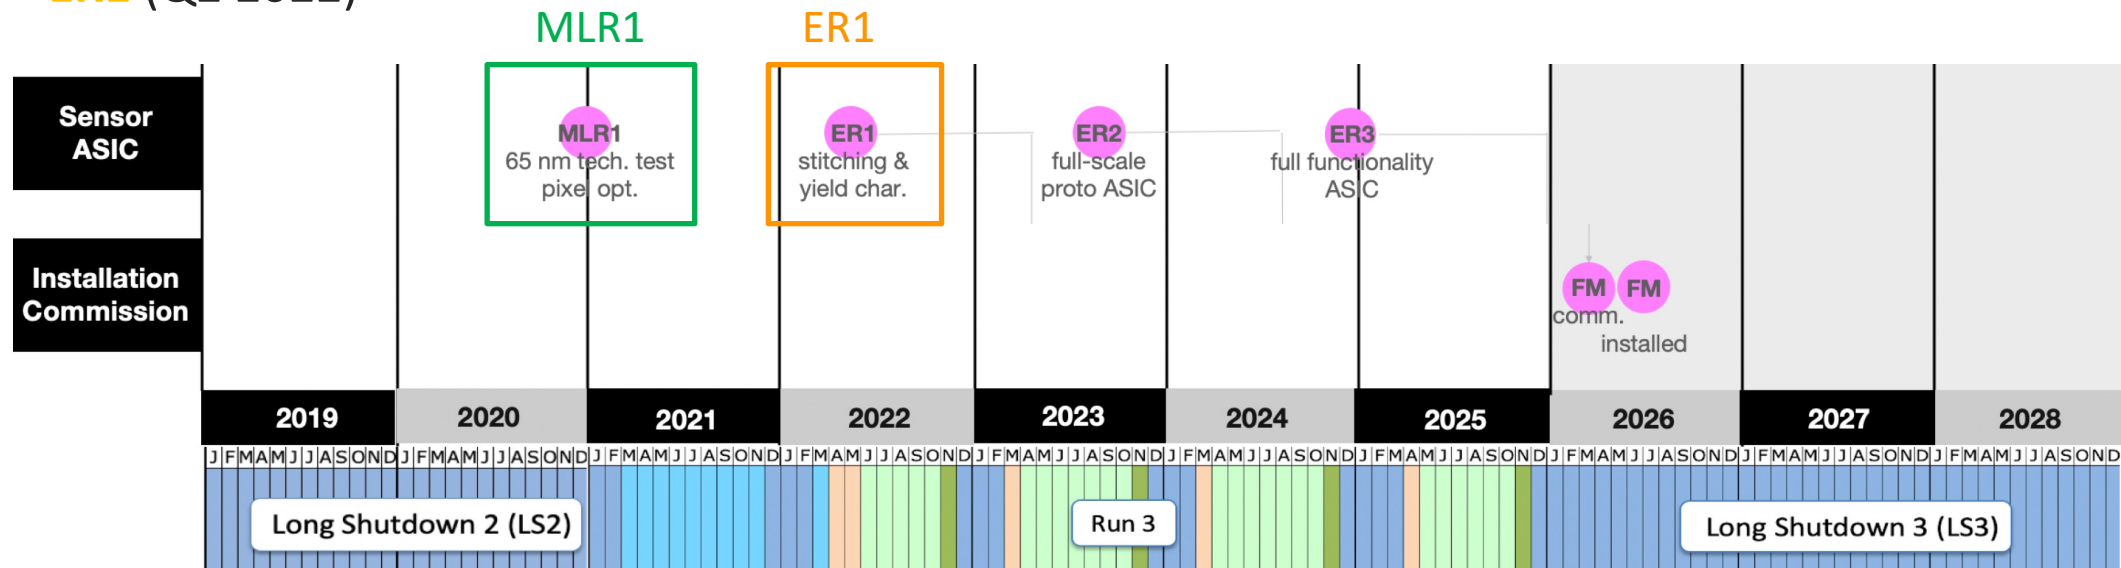 (Q2 2022)
MLR1 ER1
Sensor
ASIC
MLR1
65 nm tech. test
pixel opt.
ER1
stitching &
yield char.
ER2
full-scale
proto ASIC
ER3
full functionality
ASIC
Installation
Commission
FM FM
comm.
installed
2019 2020 2021 2022 2023 2024 2025 2026 2027 2028
J F M A M J J A S O N D J F M A M J J A S O N D J F M A M J J A S O N D J F M A M J J A S O N D J F M A M J J A S O N D J F M A M J J A S O N D J F M A M J J A S O N D J F M A M J J A S O N D J F M A M J J A S O N D J F M A M J J A S O N D
Long Shutdown 2 (LS2) Run 3 Long Shutdown 3 (LS3)